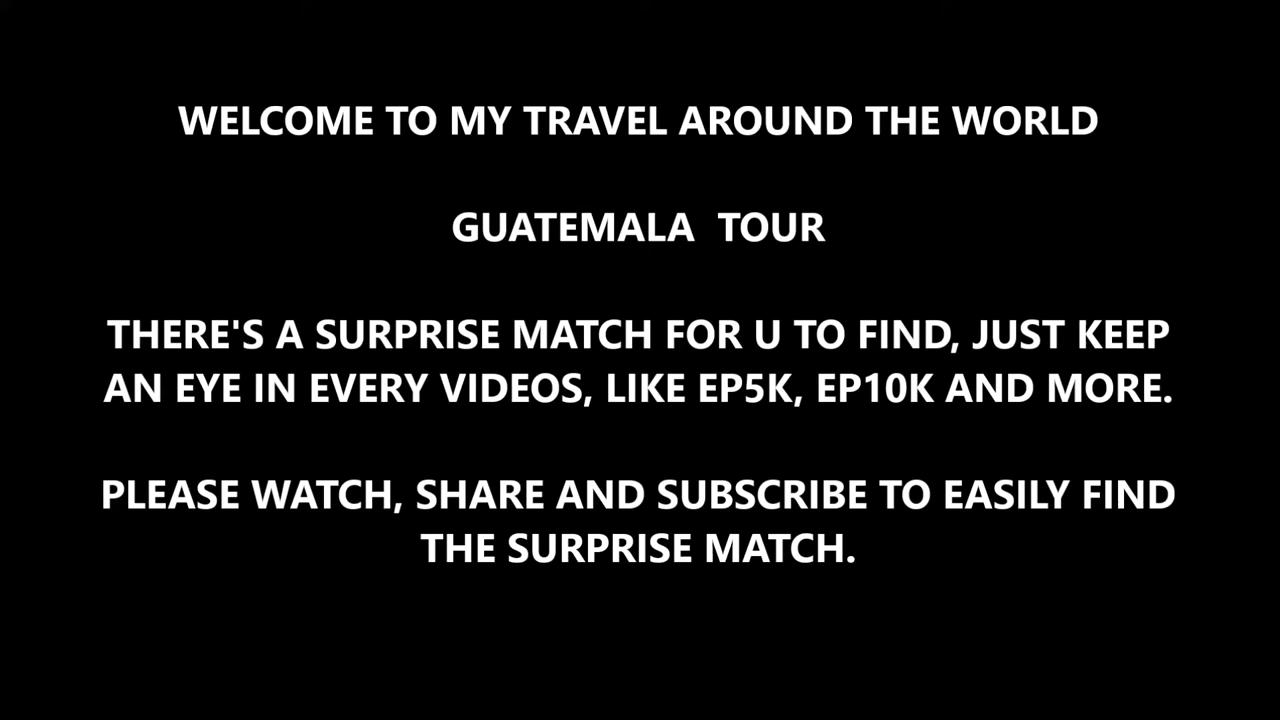 WELCOME TO MY TRAVEL AROUND THE WORLD
GUATEMALA  TOUR
THERE'S A SURPRISE MATCH FOR U TO FIND, JUST KEEP
AN EYE IN EVERY VIDEOS, LIKE EP5K, EP10K AND MORE.
PLEASE WATCH, SHARE AND SUBSCRIBE TO EASILY FIND
THE SURPRISE MATCH.